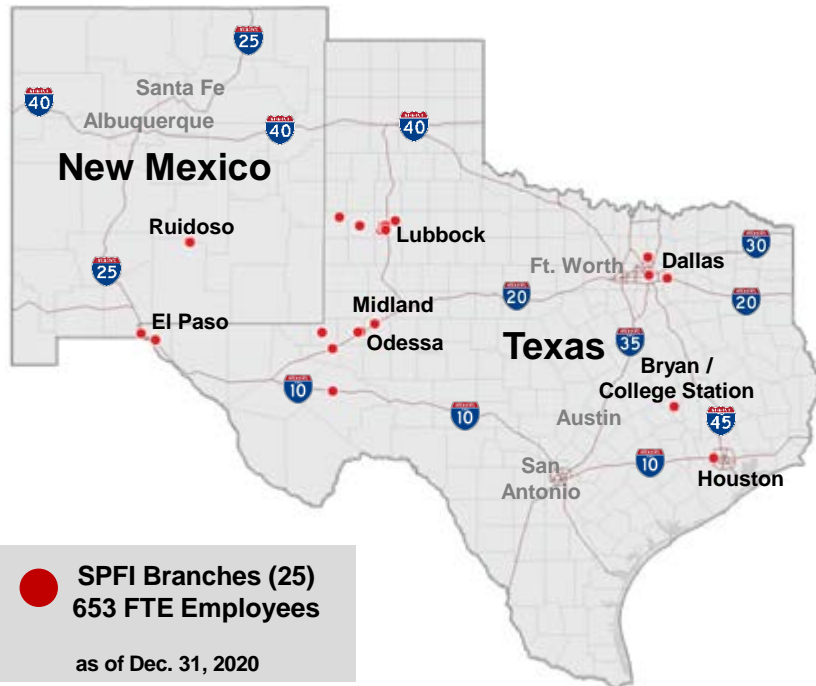 25
Santa Fe
40
Albuquerque
40
40
New Mexico
Ruidoso
Lubbock
30
Dallas
Ft. Worth
25
20
20
Midland
El Paso
Odessa
Texas
35
Bryan /
College Station
10
10
Austin
45
San
Antonio
10
Houston
SPFI Branches (25)
653 FTE Employees
as of Dec. 31, 2020